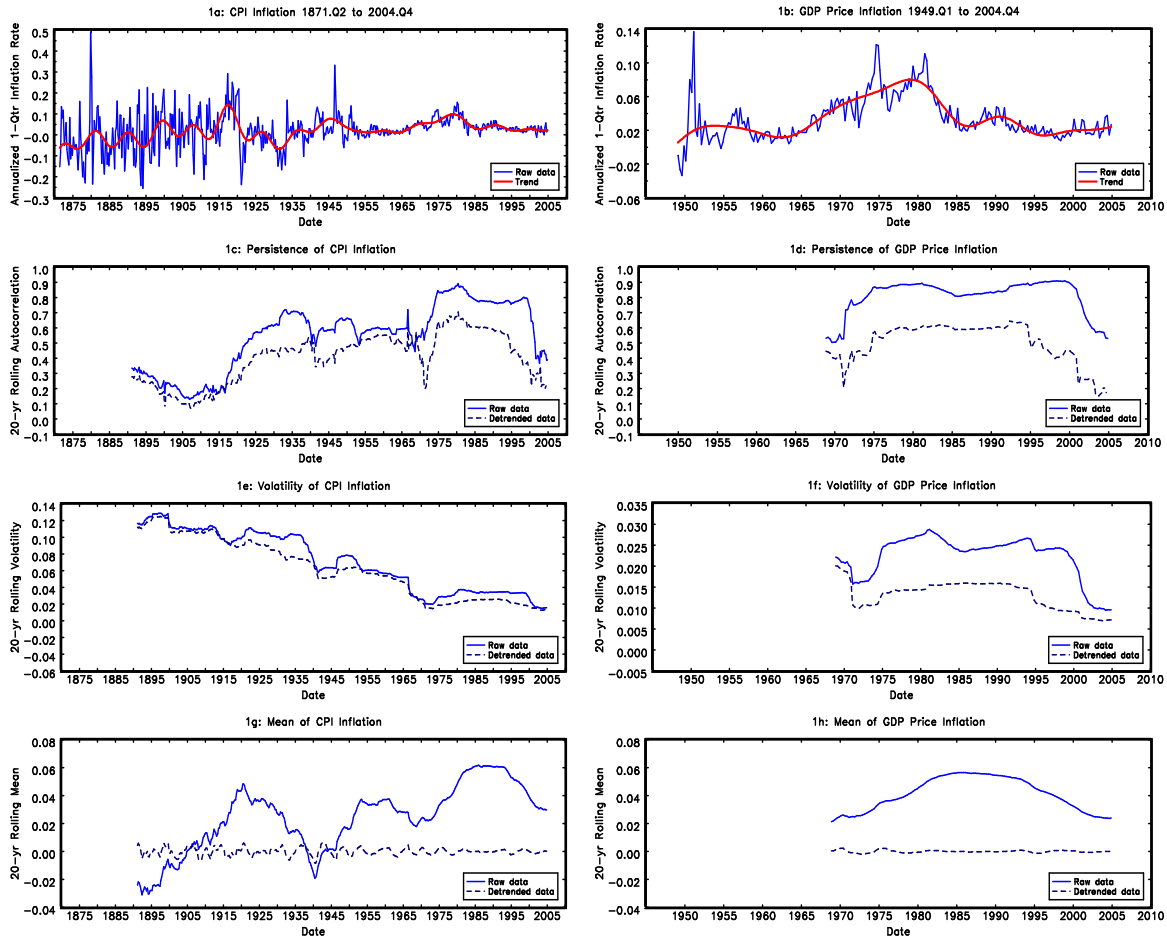 1a: CPI Inflation 1871.Q2 to 2004.Q4
Annualized 1-Qtr Inflation Rate
0.5
0.3
0.2
0.1
-0.0
-0.1
-0.2
-0.3
Raw data
Trend
1875 1885 1895 1905 1915 1925 1935 1945 1955 1965 1975 1985 1995 2005
Date
1b: GDP Price Inflation 1949.Q1 to 2004.Q4
Annualized 1-Qtr Inflation Rate
0.14
0.10
0.06
0.02
-0.02
-0.06
Raw data
Trend
1950 1955 1960 1965 1970 1975 1980 1985 1990 1995 2000 2005 2010
Date
1c: Persistence of CPI Inflation
20-yr Rolling Autocorrelation
1.0
0.9
0.8
0.6
0.5
0.4
0.3
0.2
0.1
0.0
-0.1
Raw data
Detrended data
1875 1885 1895 1905 1915 1925 1935 1945 1955 1965 1975 1985 1995 2005
Date
1d: Persistence of GDP Price Inflation
20-yr Rolling Autocorrelation
1.0
0.9
0.8
0.6
0.5
0.4
0.3
0.2
0.1
0.0
-0.1
Raw data
Detrended data
1950 1955 1960 1965 1970 1975 1980 1985 1990 1995 2000 2005 2010
Date
1e: Volatility of CPI Inflation
20-yr Rolling Volatility
0.14
0.12
0.10
0.08
0.06
0.04
0.02
0.00
-0.02
-0.04
-0.06
Raw data
Detrended data
1875 1885 1895 1905 1915 1925 1935 1945 1955 1965 1975 1985 1995 2005
Date
1f: Volatility of GDP Price Inflation
20-yr Rolling Volatility
0.035
0.030
0.025
0.020
0.015
0.010
0.005
0.000
-0.005
Raw data
Detrended data
1950 1955 1960 1965 1970 1975 1980 1985 1990 1995 2000 2005 2010
Date
1g: Mean of CPI Inflation
20-yr Rolling Mean
0.08
0.06
0.04
0.02
0.00
-0.02
-0.04
Raw data
Detrended data
1875 1885 1895 1905 1915 1925 1935 1945 1955 1965 1975 1985 1995 2005
Date
1h: Mean of GDP Price Inflation
20-yr Rolling Mean
0.08
0.06
0.04
0.02
0.00
-0.02
-0.04
Raw data
Detrended data
1950 1955 1960 1965 1970 1975 1980 1985 1990 1995 2000 2005 2010
Date